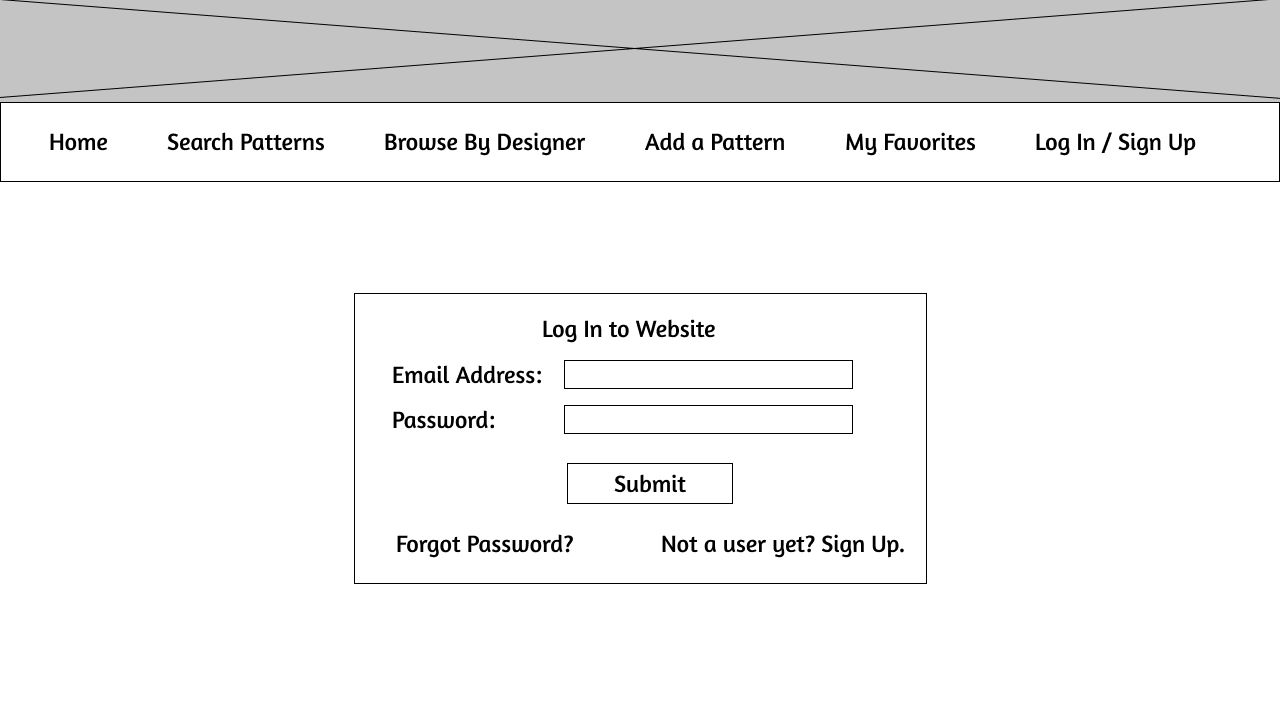 Home Search Patterns Browse By Designer Add a Pattern My Favorites Log In / Sign Up
Log In to Website
Email Address:
Password:
Submit
Forgot Password? Not a user yet? Sign Up.